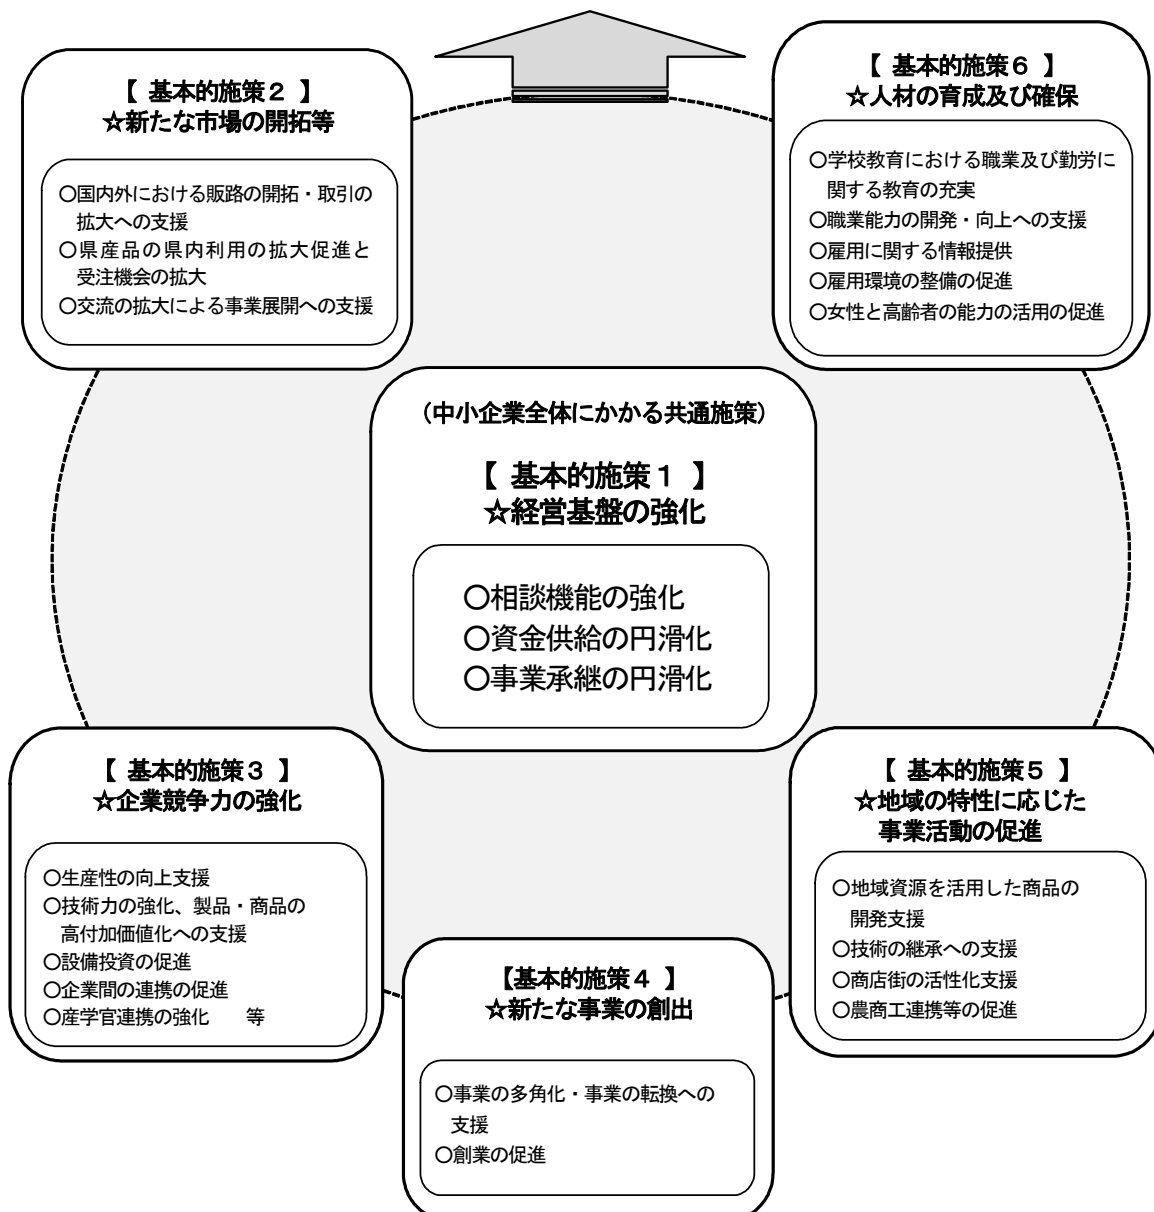 【 基本的施策２ 】
☆新たな市場の開拓等
○国内外における販路の開拓・取引の
拡大への支援
○県産品の県内利用の拡大促進と
受注機会の拡大
○交流の拡大による事業展開への支援
【 基本的施策６ 】
☆人材の育成及び確保
○学校教育における職業及び勤労に
関する教育の充実
○職業能力の開発・向上への支援
○雇用に関する情報提供
○雇用環境の整備の促進
○女性と高齢者の能力の活用の促進
（中小企業全体にかかる共通施策）
【 基本的施策１ 】
☆経営基盤の強化
○相談機能の強化
○資金供給の円滑化
○事業承継の円滑化
【 基本的施策３ 】
☆企業競争力の強化
○生産性の向上支援
○技術力の強化、製品・商品の
高付加価値化への支援
○設備投資の促進
○企業間の連携の促進
○産学官連携の強化　　等
【基本的施策４ 】
☆新たな事業の創出
○事業の多角化・事業の転換への
支援
○創業の促進
【 基本的施策５ 】
☆地域の特性に応じた
事業活動の促進
○地域資源を活用した商品の
開発支援
○技術の継承への支援
○商店街の活性化支援
○農商工連携等の促進